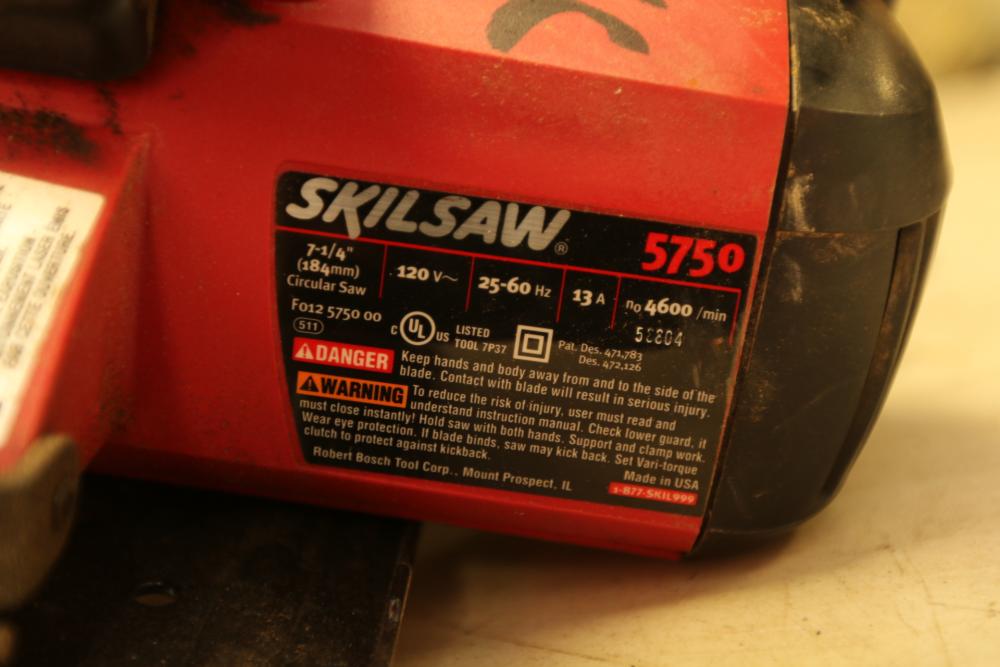 SKILSAW® 5750
7-1/4"
(184mm)
Circular Saw
120 V~
25-60 Hz
13 A
no 4600 /min
F012 5750 00
511
C UL US LISTED
TOOL 7P37
Pat. Des. 471,783
Des. 472,126
58804
DANGER Keep hands and body away from and to the side of the
blade. Contact with blade will result in serious injury.
WARNING To reduce the risk of injury, user must read and
understand instruction manual. Check lower guard, it
must close instantly! Hold saw with both hands. Support and clamp work.
Wear eye protection. If blade binds, saw may kick back. Set Vari-torque
clutch to protect against kickback.
Robert Bosch Tool Corp., Mount Prospect, IL
Made in USA
1-877-SKIL999